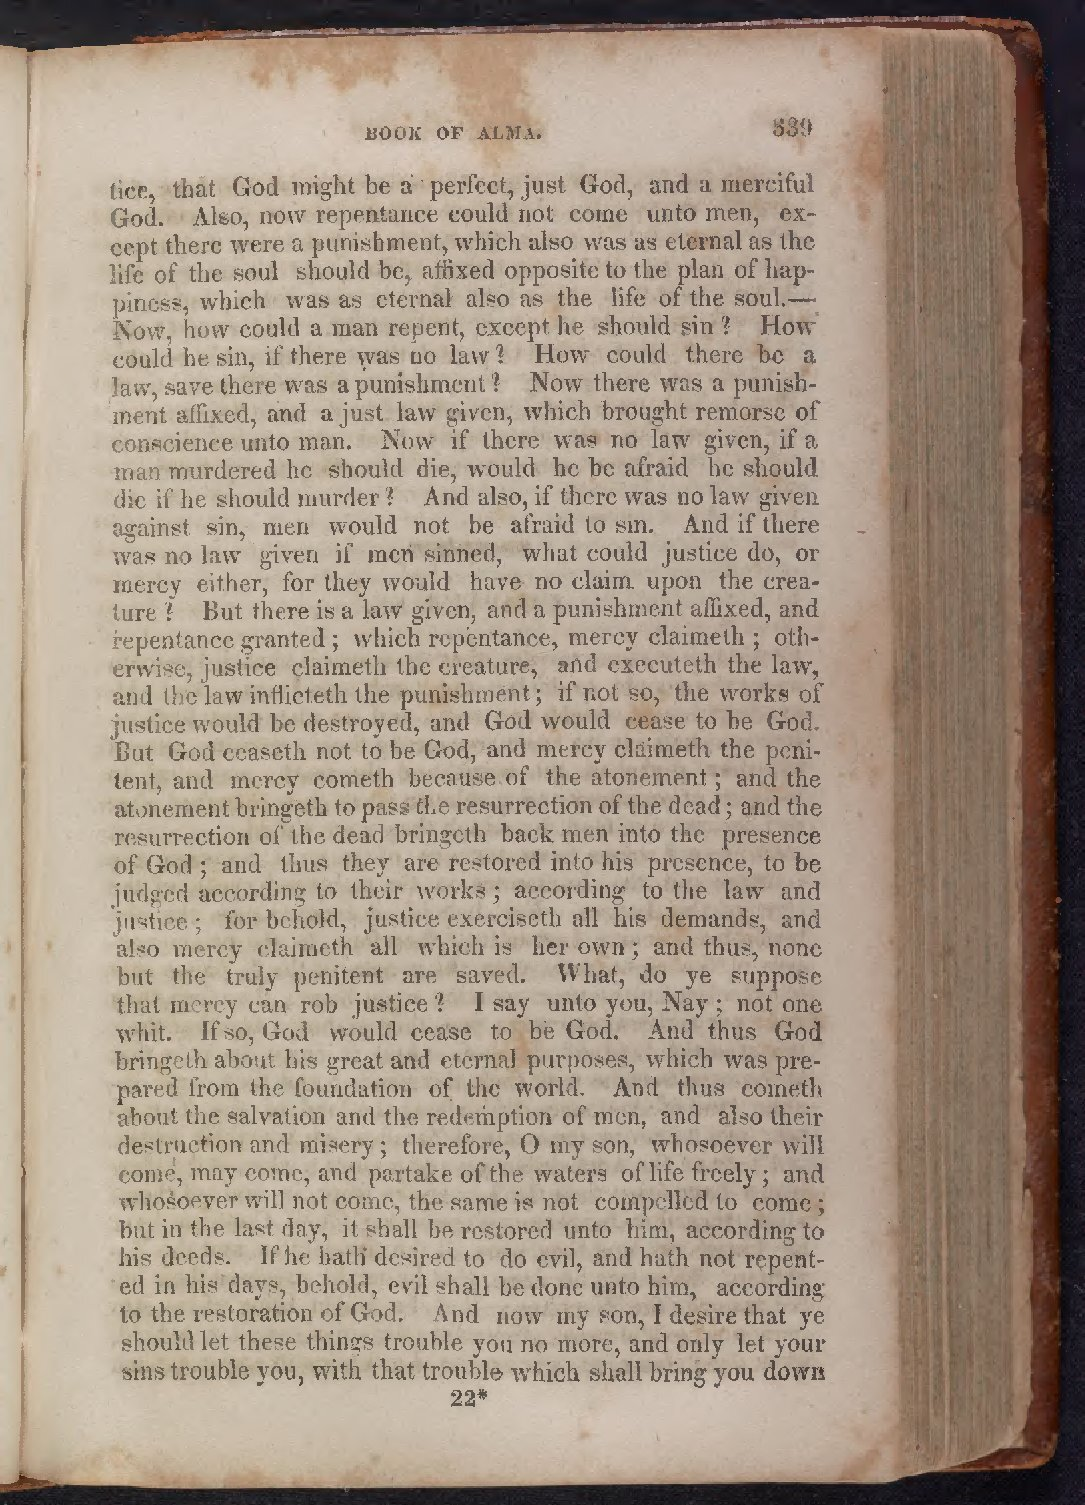 BOOK OF ALMA. 339
tice, that God might be a perfect, just God, and a merciful
God. Also, now repentance could not come unto men, ex-
cept there were a punishment, which also was as eternal as the
life of the soul should be, affixed opposite to the plan of hap-
piness, which was as eternal also as the life of the soul.—
Now, how could a man repent, except he should sin? How
could he sin, if there was no law? How could there be a
law, save there was a punishment? Now there was a punish-
ment affixed, and a just law given, which brought remorse of
conscience unto man. Now if there was no law given, if a
man murdered he should die, would he be afraid he should
die if he should murder? And also, if there was no law given
against sin, men would not be afraid to sin. And if there
was no law given if men sinned, what could justice do, or
mercy either, for they would have no claim upon the crea-
ture? But there is a law given, and a punishment affixed, and
repentance granted; which repentance, mercy claimeth; oth-
erwise, justice claimeth the creature, and executeth the law,
and the law inflicteth the punishment; if not so, the works of
justice would be destroyed, and God would cease to be God.
But God ceaseth not to be God, and mercy claimeth the peni-
tent, and mercy cometh because of the atonement; and the
atonement bringeth to pass the resurrection of the dead; and the
resurrection of the dead bringeth back men into the presence
of God; and thus they are restored into his presence, to be
judged according to their works; according to the law and
justice; for behold, justice exerciseth all his demands, and
also mercy claimeth all which is her own; and thus, none
but the truly penitent are saved. What, do ye suppose
that mercy can rob justice? I say unto you, Nay; not one
whit. If so, God would cease to be God. And thus God
bringeth about his great and eternal purposes, which was pre-
pared from the foundation of the world. And thus cometh
about the salvation and the redemption of men, and also their
destruction and misery; therefore, O my son, whosoever will
come, may come, and partake of the waters of life freely; and
whosoever will not come, the same is not compelled to come;
but in the last day, it shall be restored unto him, according to
his deeds. If he hath desired to do evil, and hath not repent-
ed in his days, behold, evil shall be done unto him, according
to the restoration of God. And now my son, I desire that ye
should let these things trouble you no more, and only let your
sins trouble you, with that trouble which shall bring you down
22*